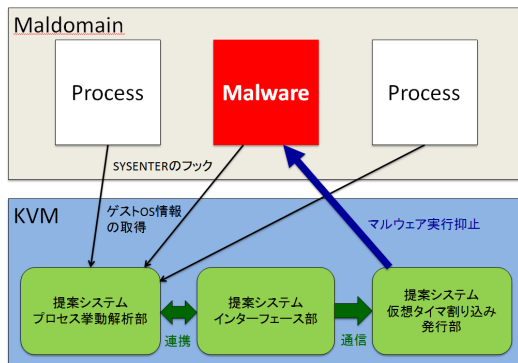 Maldomain
Process
Malware
Process
SYSENTERのフック
ゲストOS情報
の取得
マルウェア実行抑止
KVM
提案システム
プロセス挙動解析部
提案システム
インターフェース部
提案システム
仮想タイマ割り込み
発行部
連携
通信